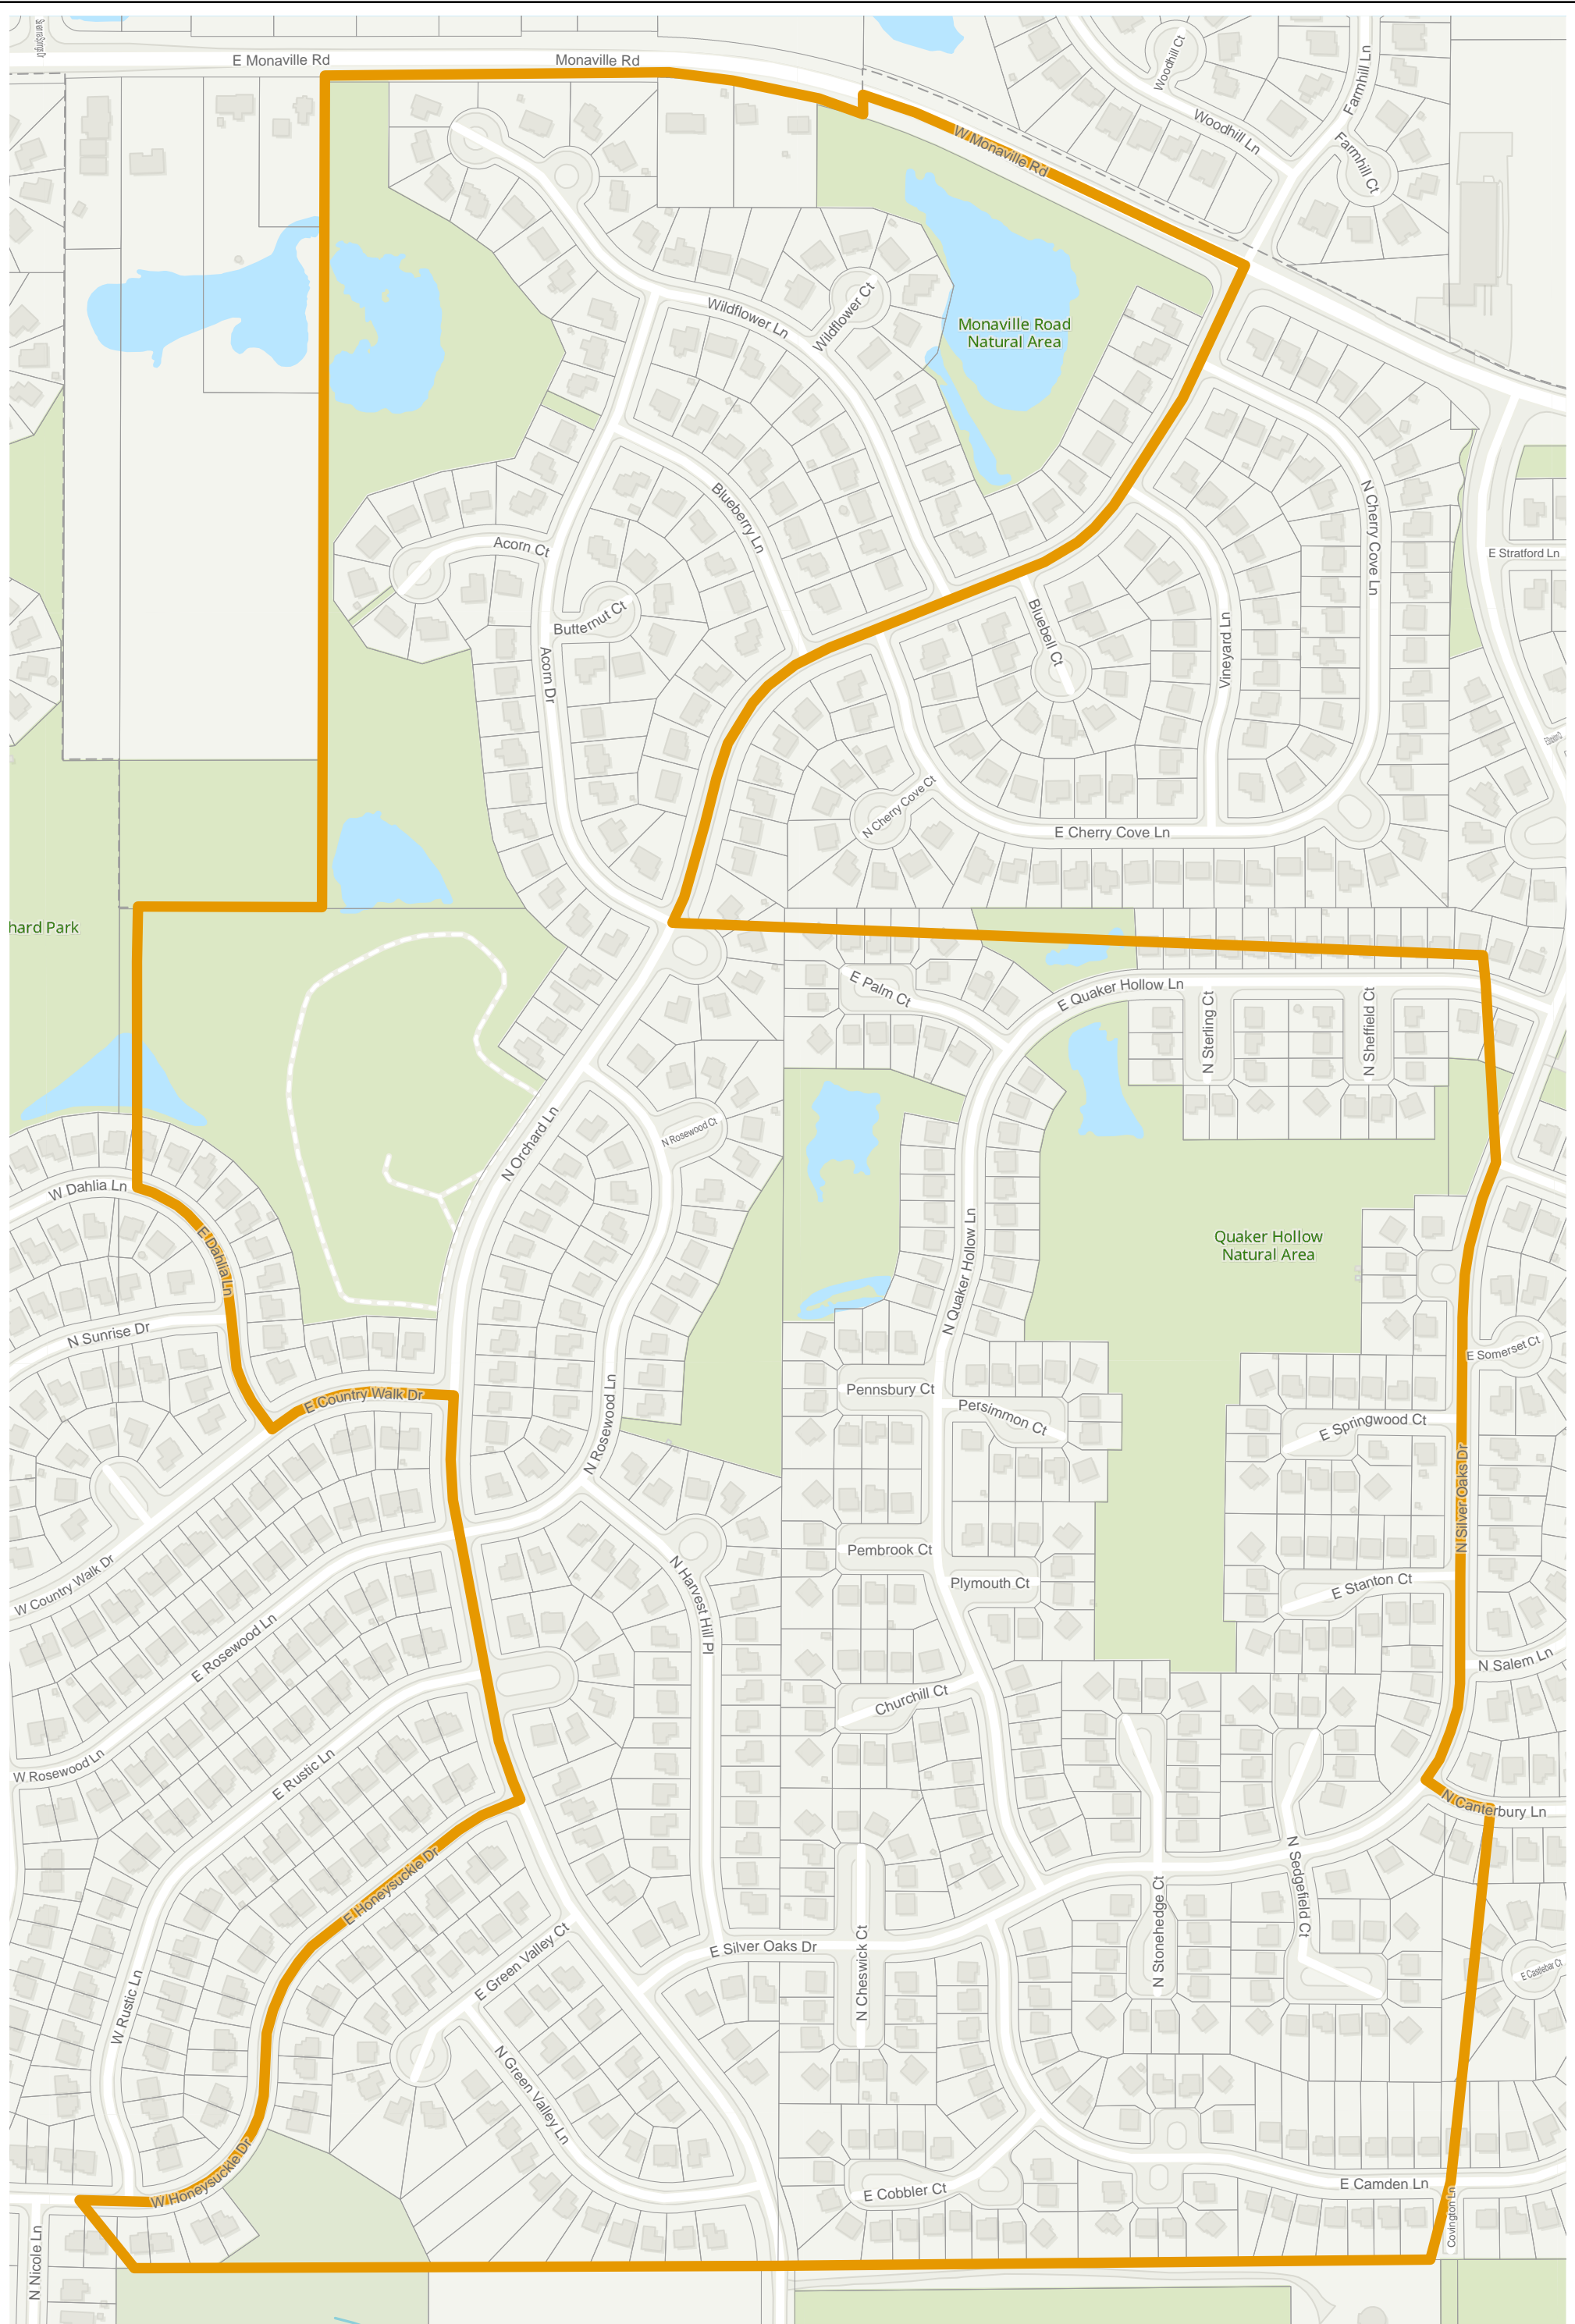 Woodhill Ct
E Monaville Rd
Monaville Rd
Farmhill Ln
Woodhill Ln
W Monaville Rd
Farmhill Ct
Wildflower Ln
Wildflower Ct
Monaville Road
Natural Area
Blueberry Ln
N Cherry Cove Ln
Acorn Ct
E Stratford Ln
Butternut Ct
Bluebell Ct
Vineyard Ln
Acorn Dr
N Cherry Cove Ct
E Cherry Cove Ln
hard Park
E Palm Ct
E Quaker Hollow Ln
N Sterling Ct
N Sheffield Ct
N Orchard Ln
N Rosewood Ct
W Dahlia Ln
E Dahlia Ln
Quaker Hollow
Natural Area
N Quaker Hollow Ln
N Sunrise Dr
E Somerset Ct
E Country Walk Dr
Pennsbury Ct
Persimmon Ct
E Springwood Ct
N Rosewood Ln
N Silver Oaks Dr
Pembrook Ct
W Country Walk Dr
Plymouth Ct
E Stanton Ct
N Harvest Hill Pl
E Rosewood Ln
N Salem Ln
Churchill Ct
W Rosewood Ln
E Rustic Ln
N Canterbury Ln
E Honeysuckle Dr
N Sedgefield Ct
N Stonehedge Ct
E Silver Oaks Dr
N Cheswick Ct
E Green Valley Ct
E Castlebar Ct
W Rustic Ln
N Green Valley Ln
W Honeysuckle Dr
E Cobbler Ct
E Camden Ln
Covington Ln
N Nicole Ln